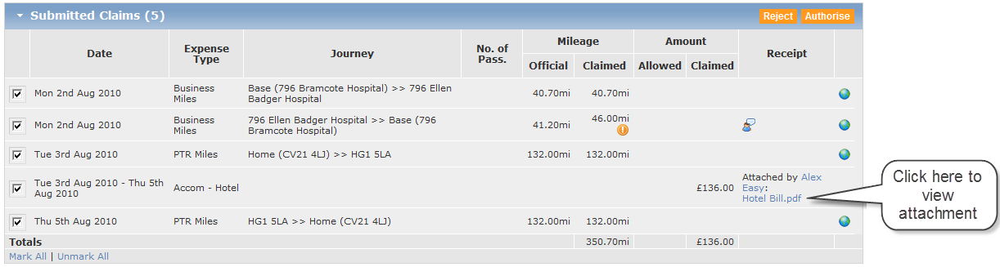 Submitted Claims (5)
Reject Authorise
Date
Expense
Type
Journey
No. of
Pass.
Mileage
Official Claimed
Amount
Allowed Claimed
Receipt
Mon 2nd Aug 2010
Business
Miles
Base (796 Bramcote Hospital) >> 796 Ellen
Badger Hospital
40.70mi 40.70mi
Mon 2nd Aug 2010
Business
Miles
796 Ellen Badger Hospital >> Base (796
Bramcote Hospital)
41.20mi 46.00mi
Tue 3rd Aug 2010 PTR Miles Home (CV21 4LJ) >> HG1 5LA 132.00mi 132.00mi
Tue 3rd Aug 2010 - Thu 5th
Aug 2010
Accom - Hotel
£136.00
Attached by Alex
Easy:
Hotel Bill.pdf
Thu 5th Aug 2010 PTR Miles HG1 5LA >> Home (CV21 4LJ) 132.00mi 132.00mi
Totals 350.70mi £136.00
Mark All | Unmark All
Click here to
view
attachment